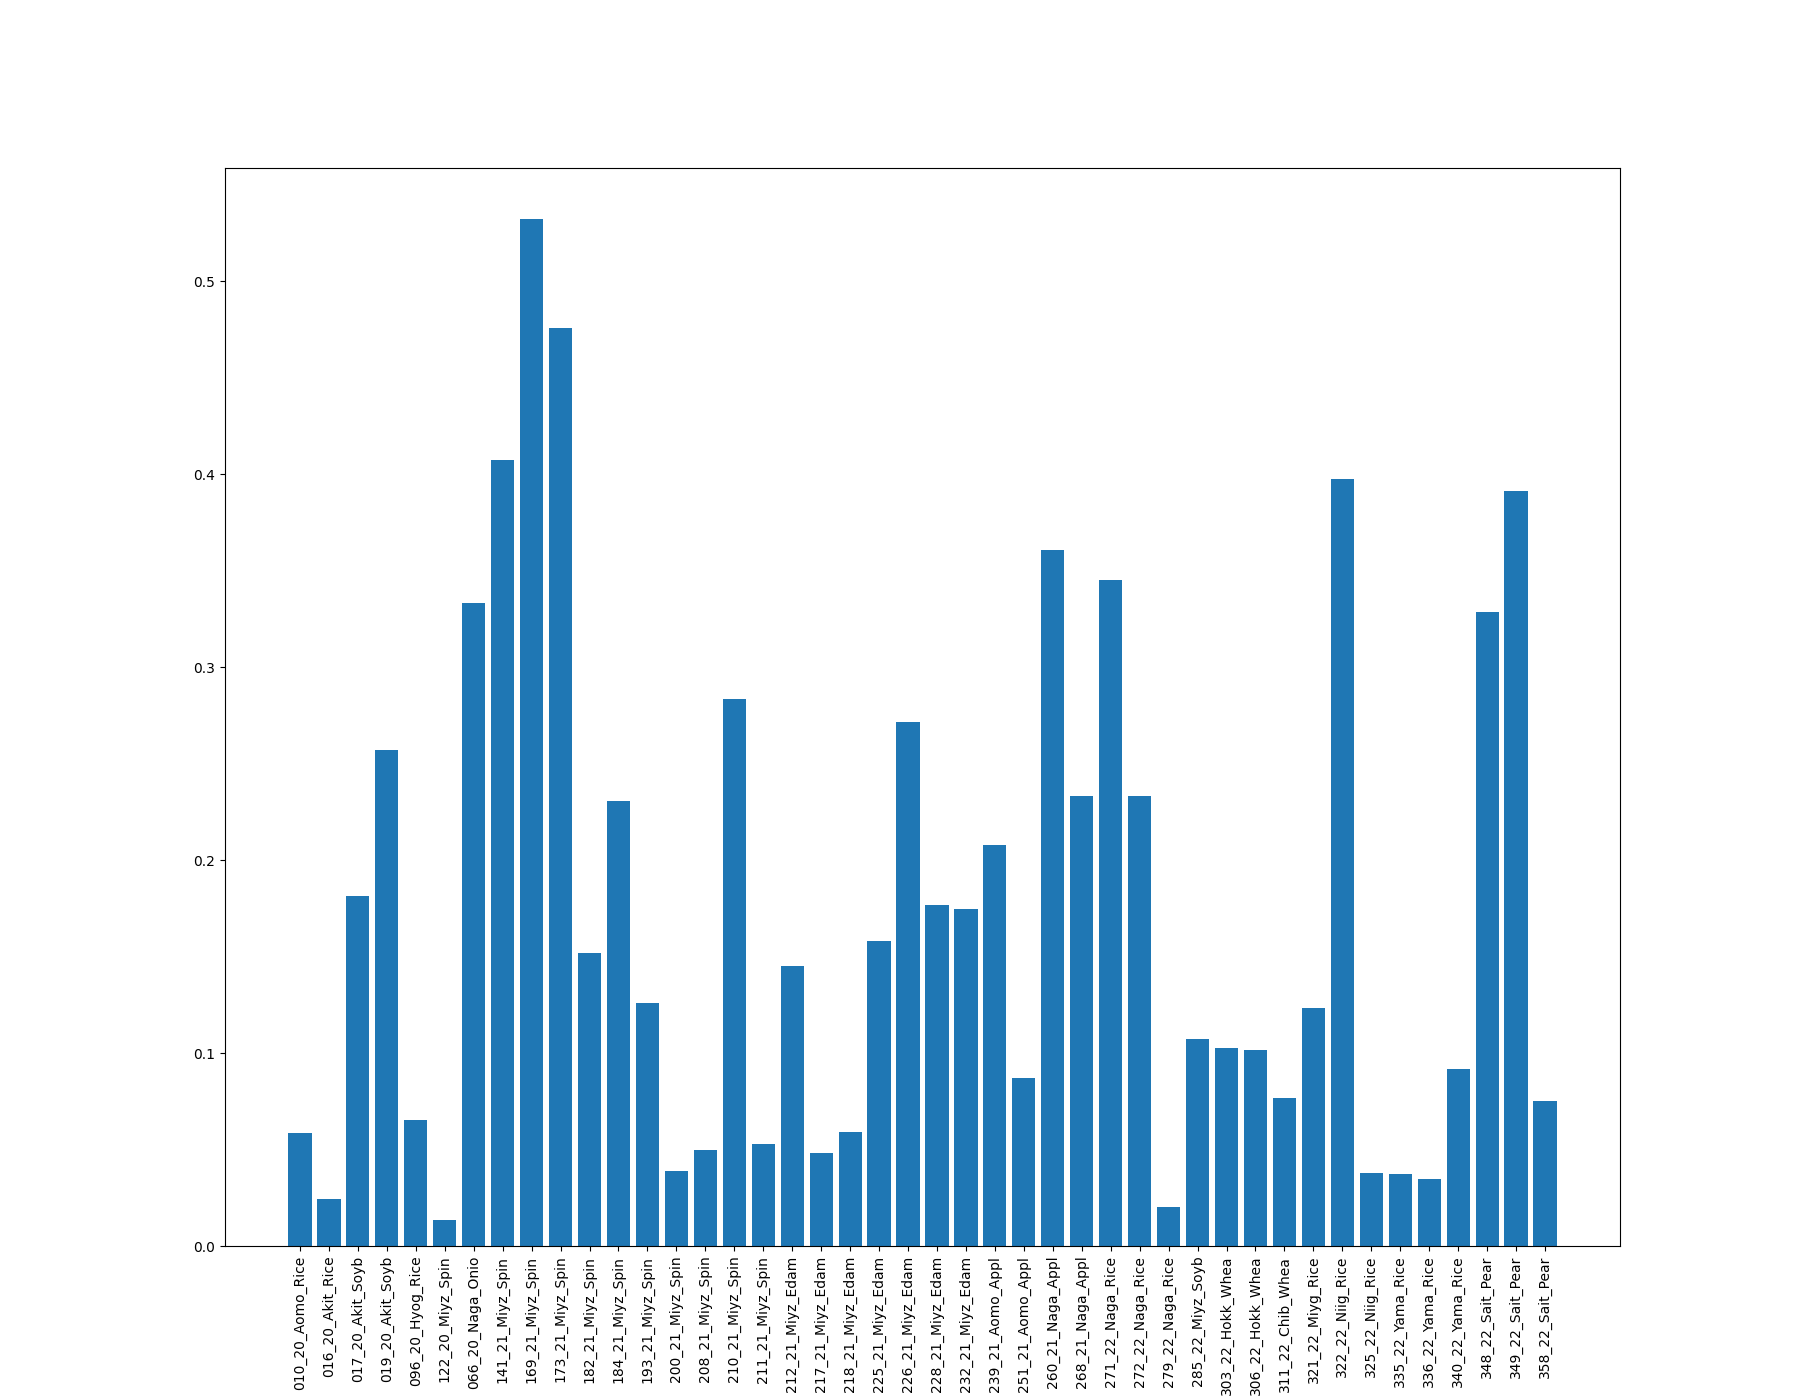 0.5
0.4
0.3
0.2
0.1
0.0
010_20_Aomo_Rice
016_20_Akit_Rice
017_20_Akit_Soyb
019_20_Akit_Soyb
096_20_Hyog_Rice
122_20_Miyz_Spin
066_20_Naga_Onio
141_21_Miyz_Spin
169_21_Miyz_Spin
173_21_Miyz_Spin
182_21_Miyz_Spin
184_21_Miyz_Spin
193_21_Miyz_Spin
200_21_Miyz_Spin
208_21_Miyz_Spin
210_21_Miyz_Spin
211_21_Miyz_Spin
212_21_Miyz_Edam
217_21_Miyz_Edam
218_21_Miyz_Edam
225_21_Miyz_Edam
226_21_Miyz_Edam
228_21_Miyz_Edam
232_21_Miyz_Edam
239_21_Aomo_Appl
251_21_Aomo_Appl
260_21_Naga_Appl
268_21_Naga_Appl
271_22_Naga_Rice
272_22_Naga_Rice
279_22_Naga_Rice
285_22_Miyz_Soyb
303_22_Hokk_Whea
306_22_Hokk_Whea
311_22_Chib_Whea
321_22_Miyg_Rice
322_22_Niig_Rice
325_22_Niig_Rice
335_22_Yama_Rice
336_22_Yama_Rice
340_22_Yama_Rice
348_22_Sait_Pear
349_22_Sait_Pear
358_22_Sait_Pear